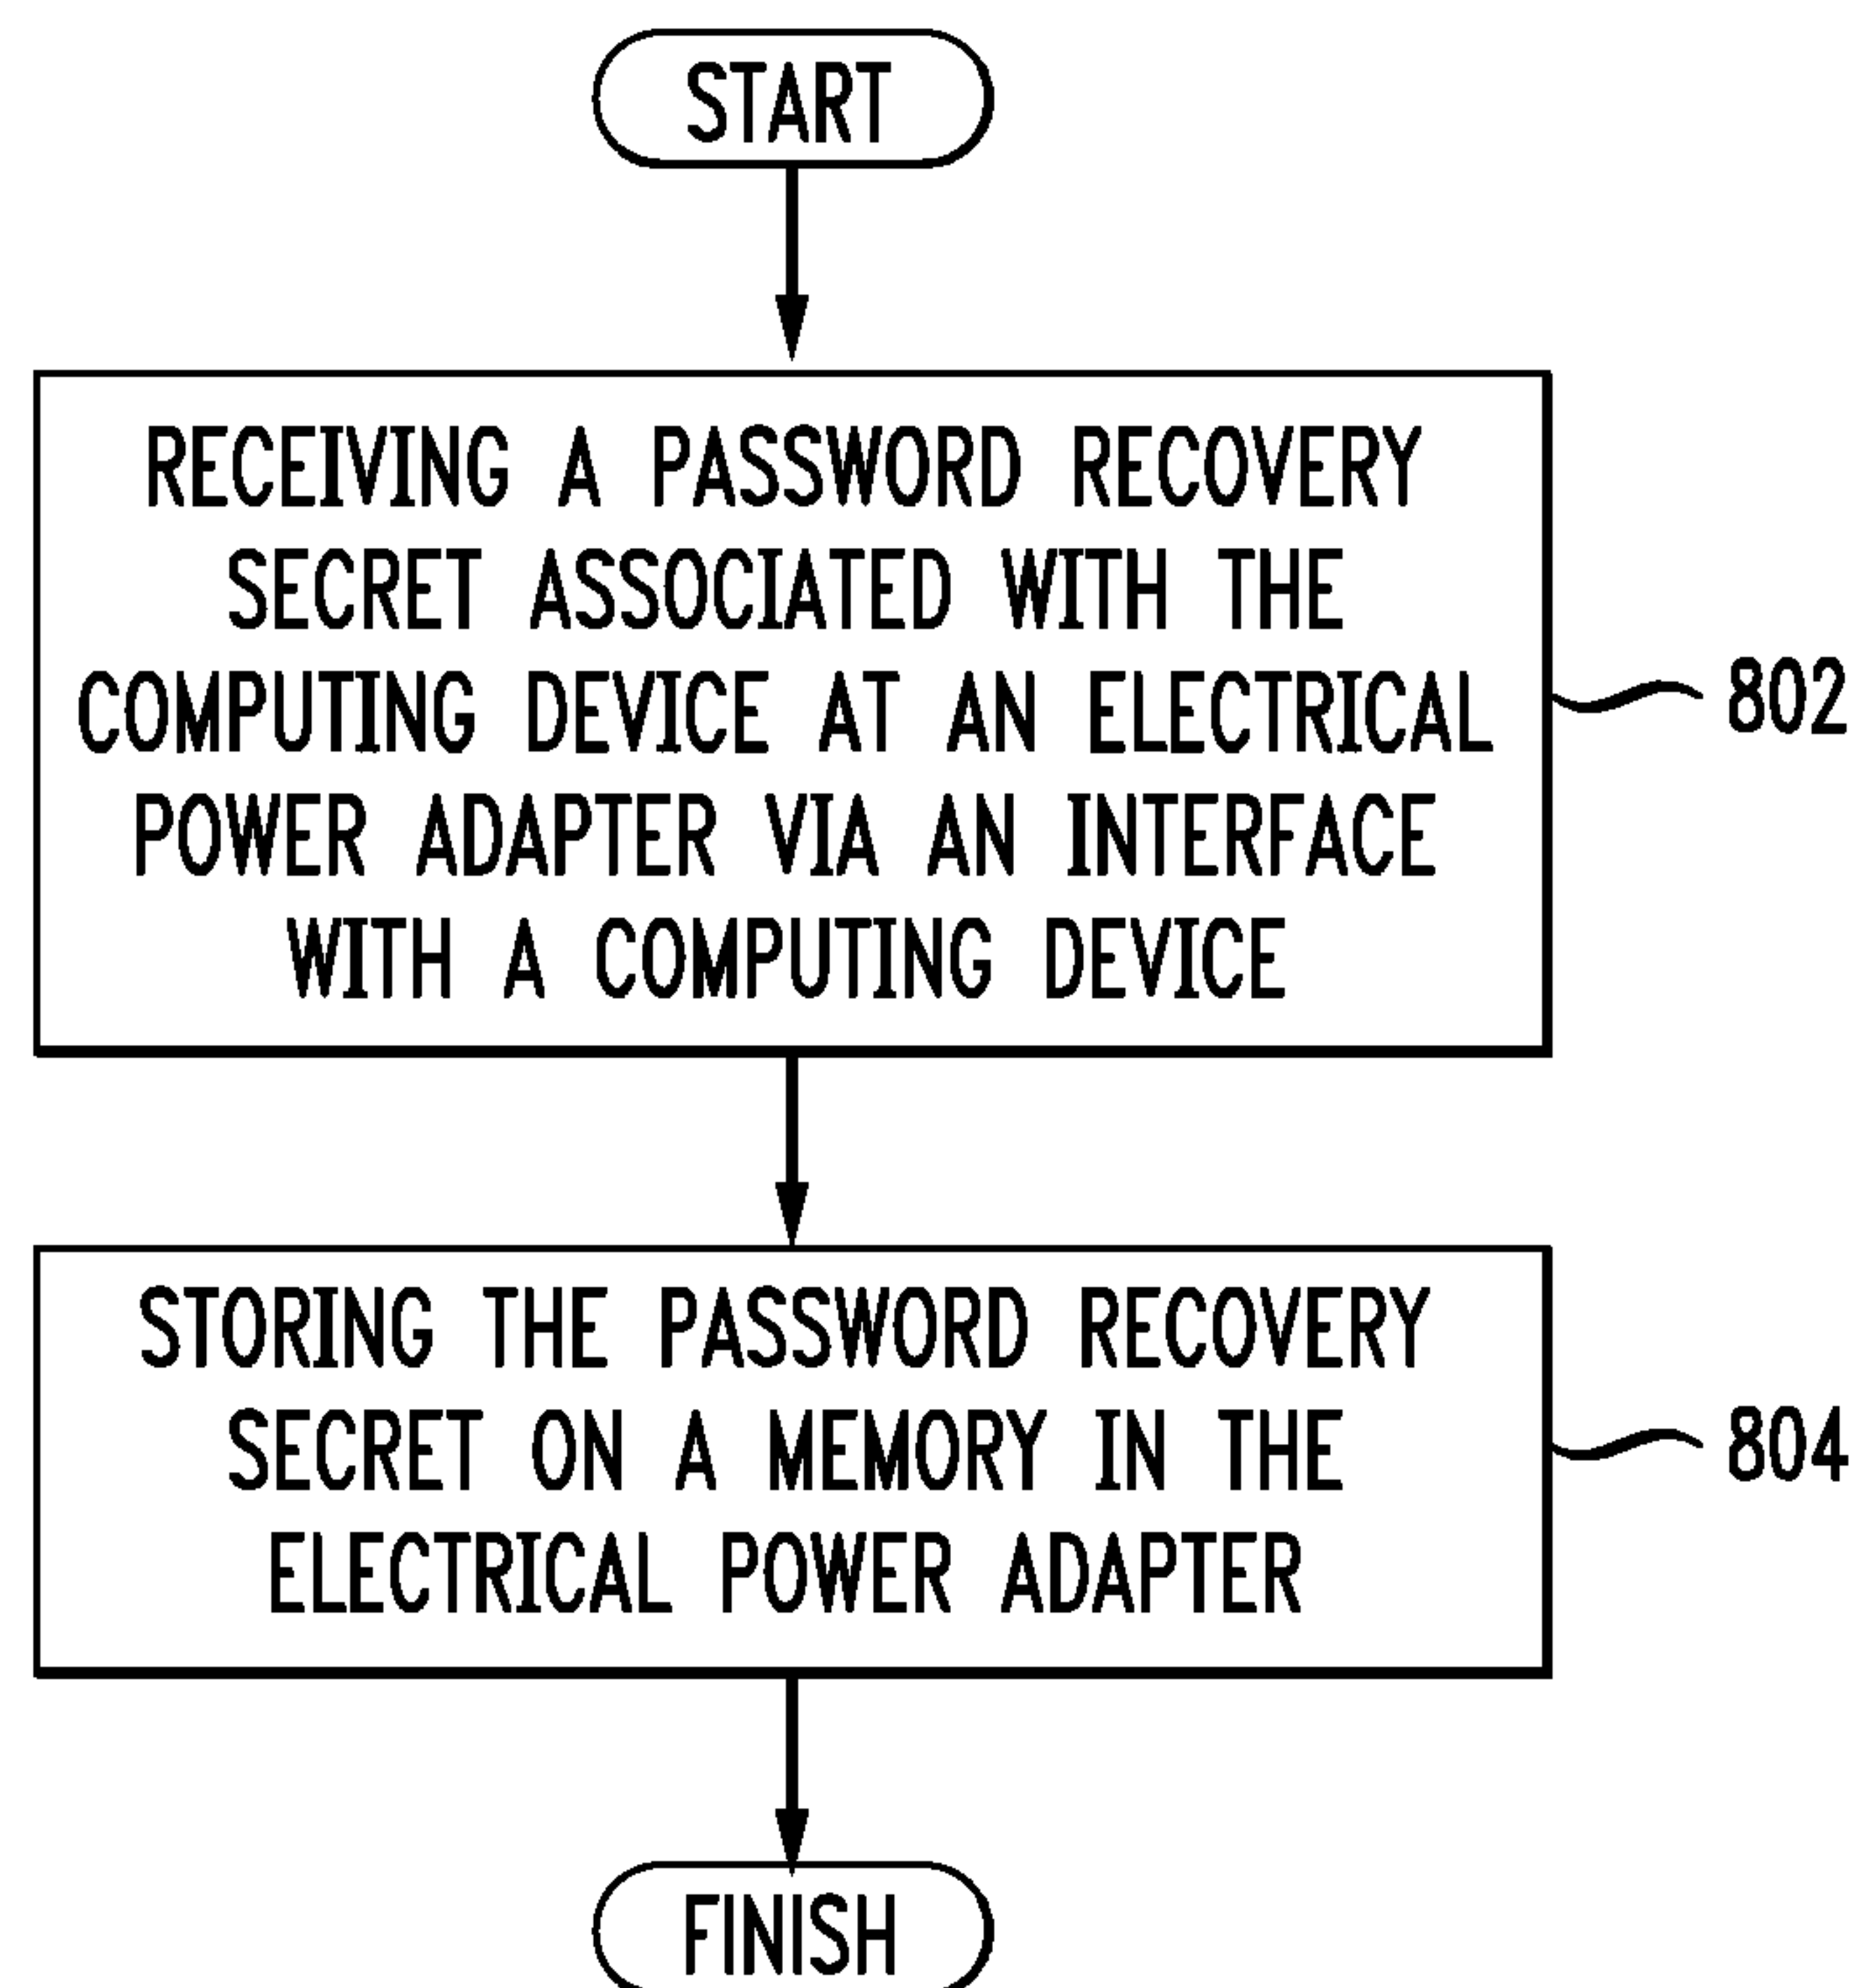 START
RECEIVING A PASSWORD RECOVERY
SECRET ASSOCIATED WITH THE
COMPUTING DEVICE AT AN ELECTRICAL
POWER ADAPTER VIA AN INTERFACE
WITH A COMPUTING DEVICE
802
STORING THE PASSWORD RECOVERY
SECRET ON A MEMORY IN THE
ELECTRICAL POWER ADAPTER
804
FINISH